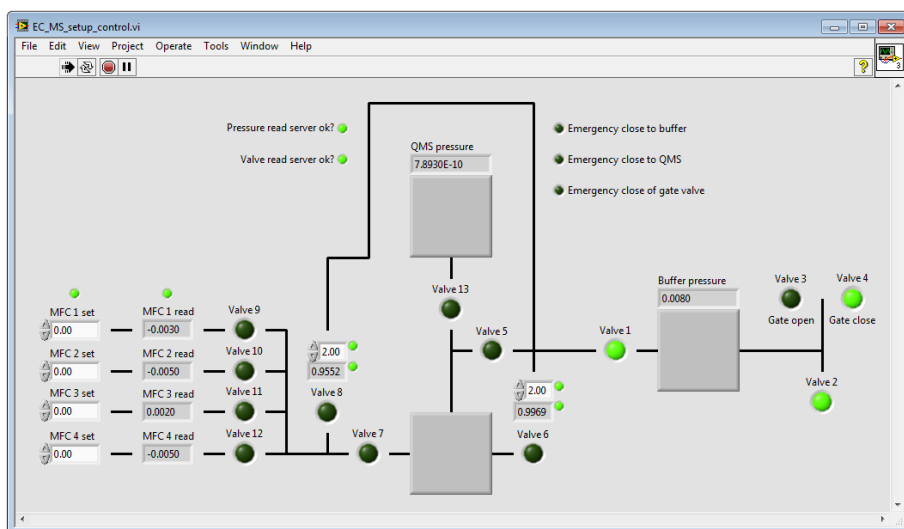 EC_MS_setup_control.vi
File Edit View Project Operate Tools Window Help
3
Pressure read server ok?
Emergency close to buffer
Valve read server ok?
QMS pressure
7.8930E-10
Emergency close to QMS
Emergency close of gate valve
Valve 13
Buffer pressure
0.0080
Valve 3
Valve 4
Gate open
Gate close
MFC 1 set
MFC 1 read
Valve 9
0.00
-0.0030
Valve 5
Valve 1
MFC 2 set
MFC 2 read
Valve 10
0.00
-0.0050
2.00
0.9552
MFC 3 set
MFC 3 read
Valve 11
0.00
0.0020
Valve 8
2.00
0.9969
Valve 2
MFC 4 set
MFC 4 read
Valve 12
0.00
-0.0050
Valve 7
Valve 6